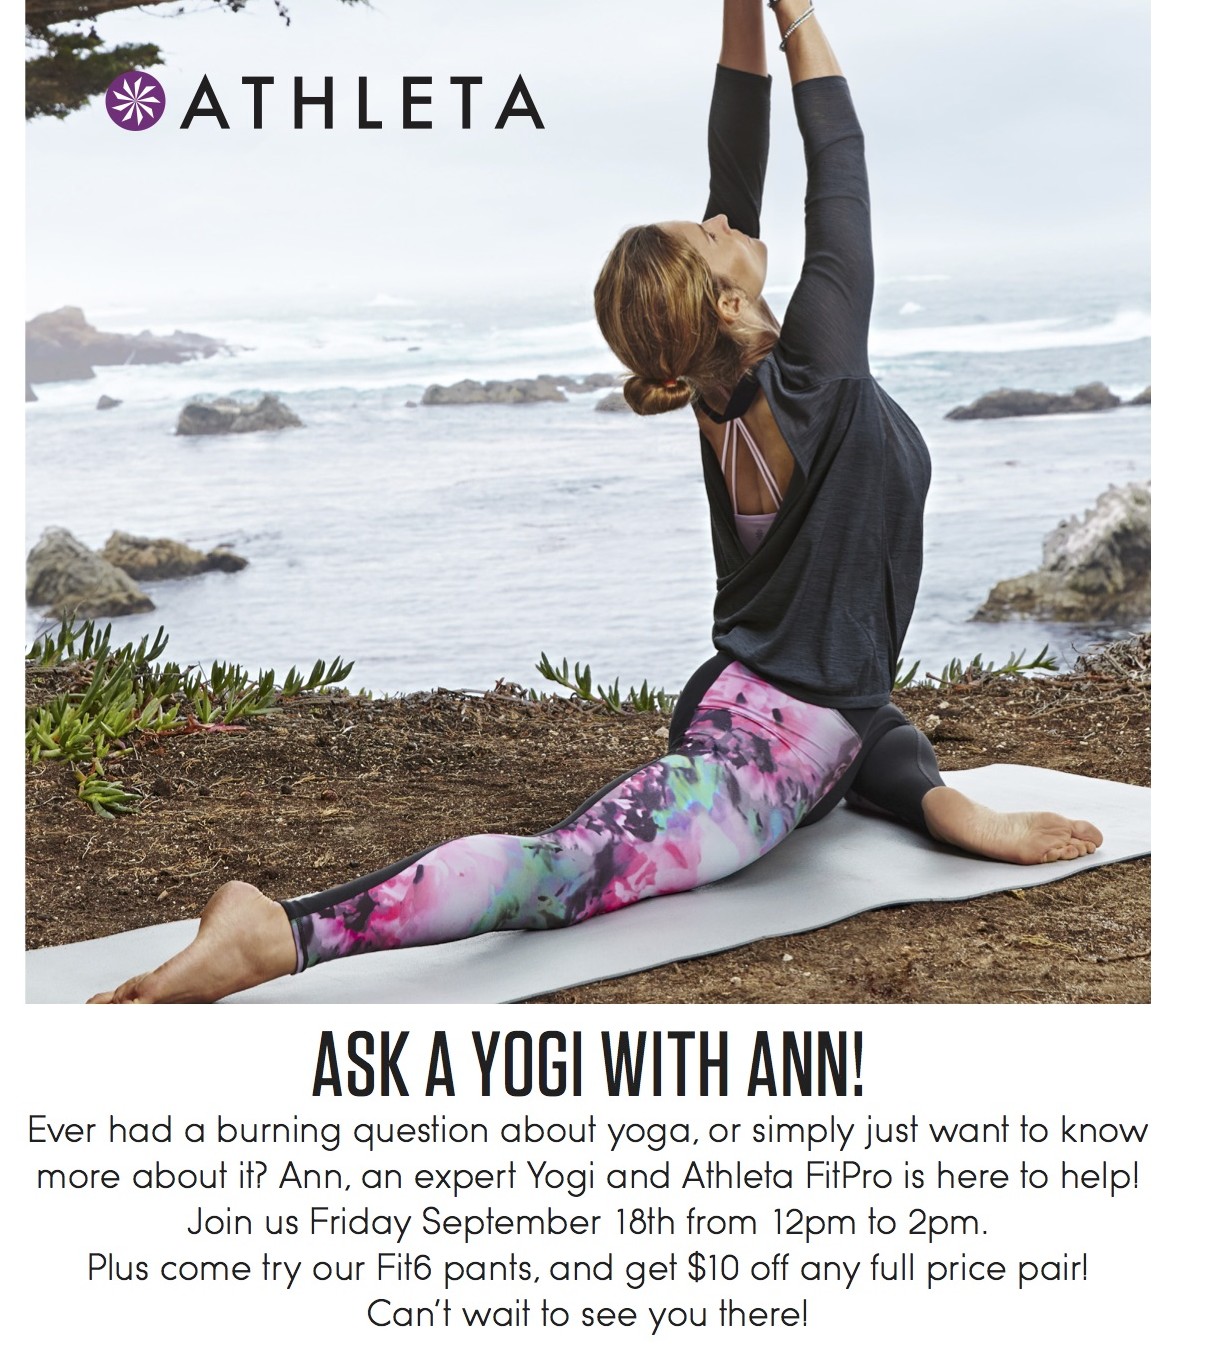 ATHLETA
ASK A YOGI WITH ANN!
Ever had a burning question about yoga, or simply just want to know
more about it? Ann, an expert Yogi and Athleta FitPro is here to help!
Join us Friday September 18th from 12pm to 2pm.
Plus come try our Fit6 pants, and get $10 off any full price pair!
Can't wait to see you there!